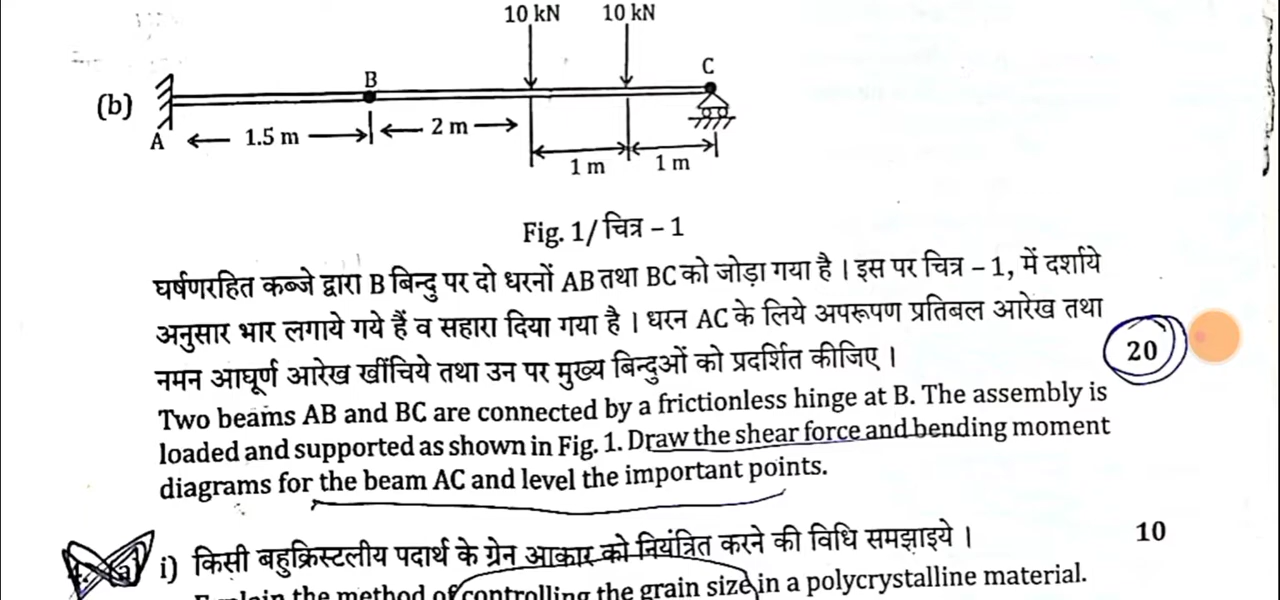 10 kN 10 kN
(b) A B C
1.5 m 2 m
1 m 1 m
Fig. 1/ चित्र – 1
घर्षणरहित कब्जे द्वारा B बिन्दु पर दो धरनों AB तथा BC को जोड़ा गया है । इस पर चित्र – 1, में दर्शाये
अनुसार भार लगाये गये हैं व सहारा दिया गया है । धरन AC के लिये अपरूपण प्रतिबल आरेख तथा
नमन आघूर्ण आरेख खींचिये तथा उन पर मुख्य बिन्दुओं को प्रदर्शित कीजिए । 20
Two beams AB and BC are connected by a frictionless hinge at B. The assembly is
loaded and supported as shown in Fig. 1. Draw the shear force and bending moment
diagrams for the beam AC and level the important points.
i) किसी बहुक्रिस्टलीय पदार्थ के ग्रेन आकार को नियंत्रित करने की विधि समझाइये । 10
Explain the method of controlling the grain size in a polycrystalline material.